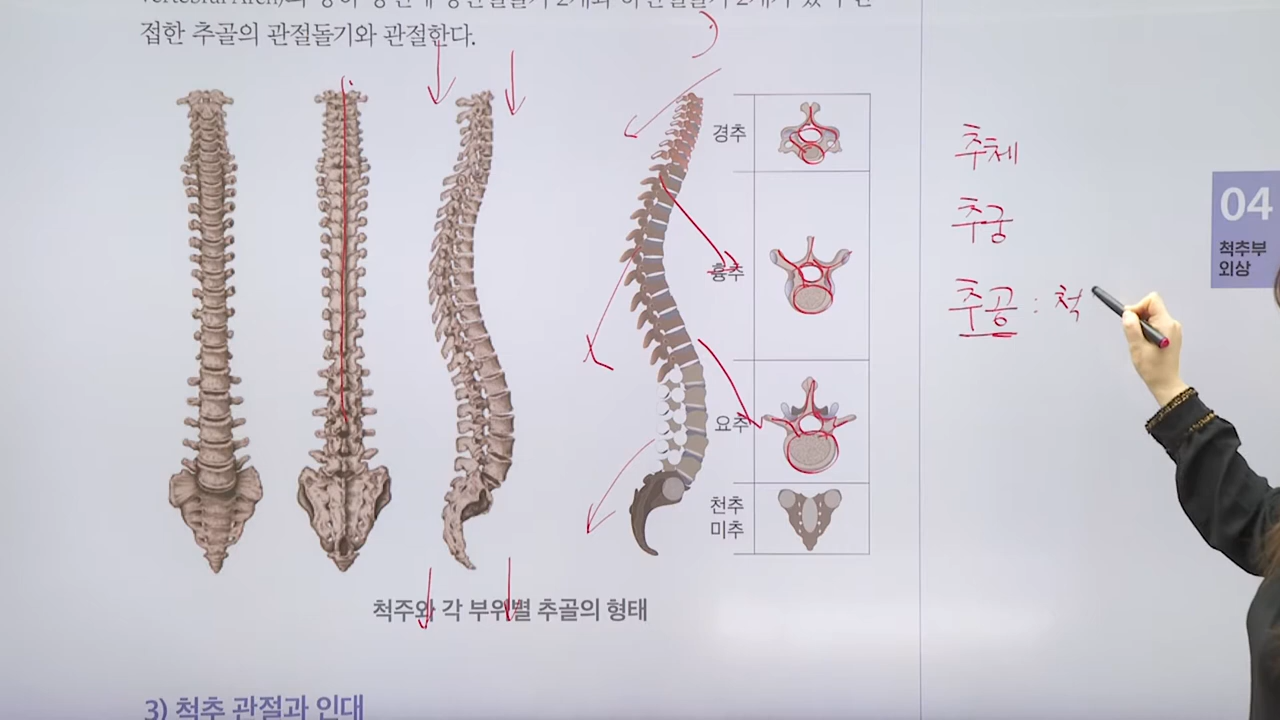 접한 추골의 관절돌기와 관절한다.
경추
흉추
요추
천추
미추
척주와 각 부위별 추골의 형태
3) 척추 관절과 인대
추체
추궁
추공 : 척
04
척추부
외상